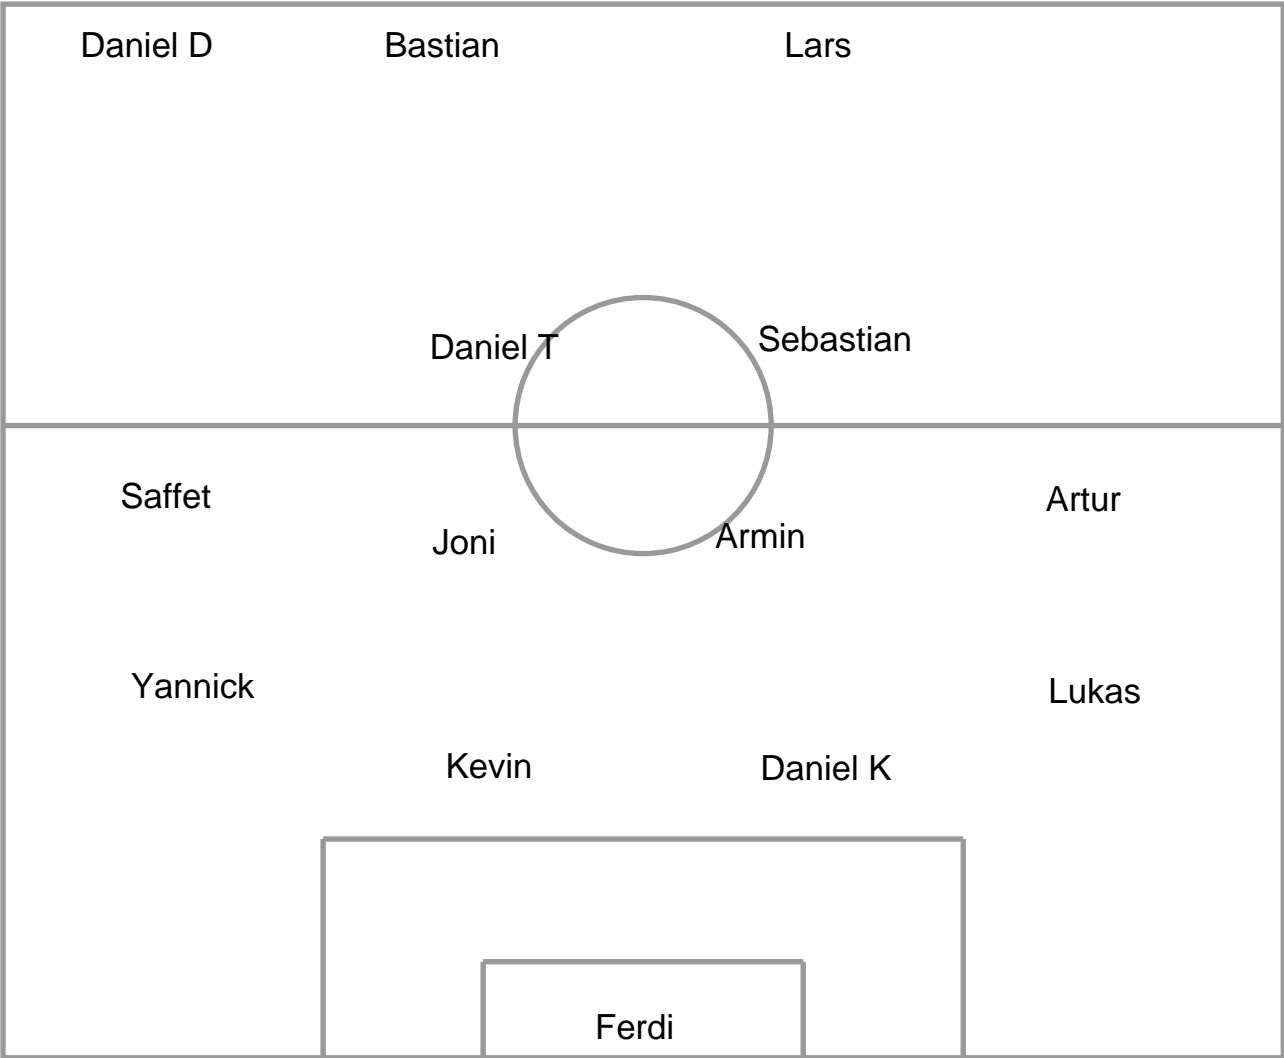 Daniel D
Bastian
Lars
Daniel T
Sebastian
Saffet
Artur
Joni
Armin
Yannick
Lukas
Kevin
Daniel K
Ferdi